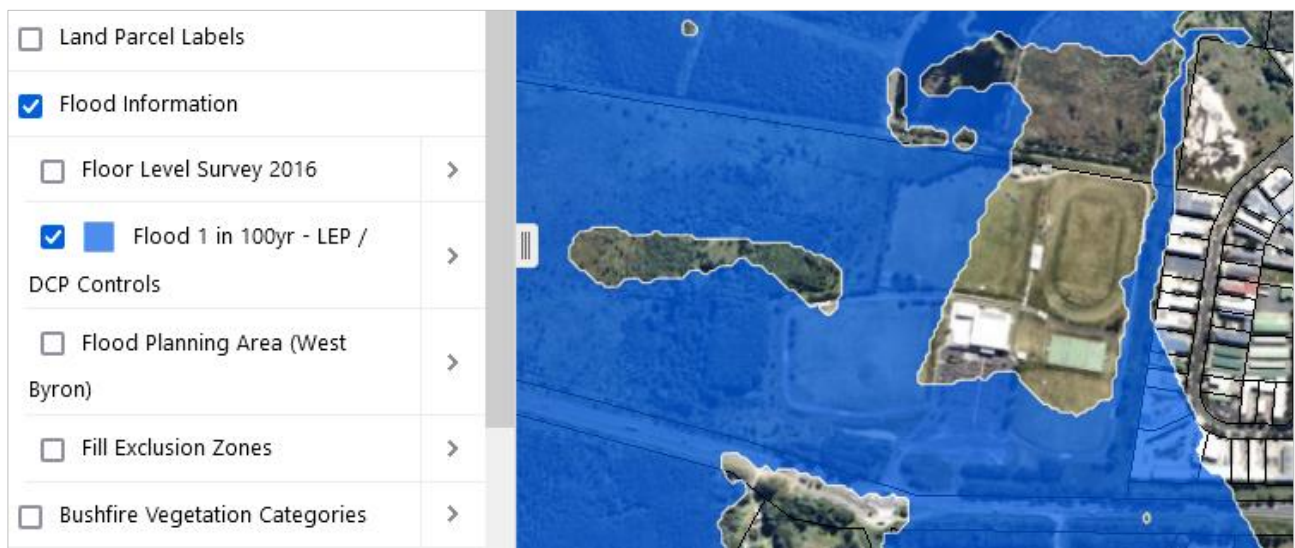 Land Parcel Labels
Flood Information
Floor Level Survey 2016
Flood 1 in 100yr - LEP /
DCP Controls
Flood Planning Area (West
Byron)
Fill Exclusion Zones
Bushfire Vegetation Categories